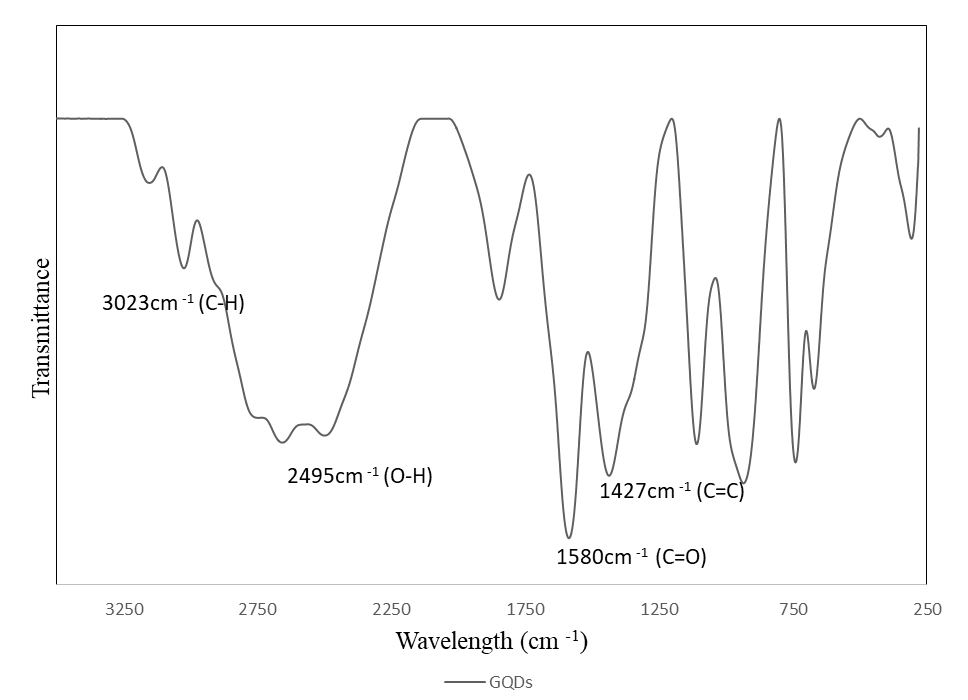 Transmittance
3023cm⁻¹ (C-H)
2495cm⁻¹ (O-H)
1427cm⁻¹ (C=C)
1580cm⁻¹ (C=O)
3250 2750 2250 1750 1250 750 250
Wavelength (cm⁻¹)
GQDs